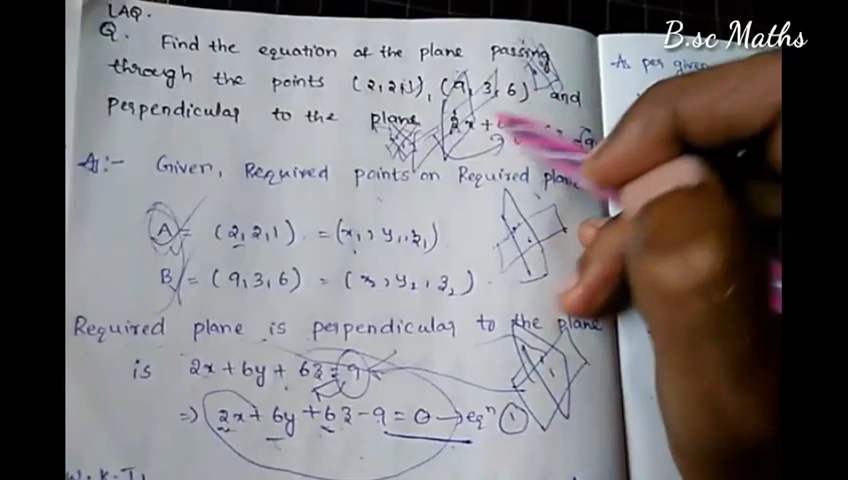 B.sc Maths
LAQ.
Q. Find the equation of the plane passing
through the points (2,2,1), (9,3,6) and
perpendicular to the plane 2x +
A:- Given, Required points on Required plane
A = (2,2,1) = (x₁, y₁, z₁)
B = (9,3,6) = (x, y₂, z₂).
Required plane is perpendicular to the plane
is 2x + 6y + 6z = 9
⇒) 2x + 6y + 6z - 9 = 0 → eqⁿ ①
W.K.T,
As per given